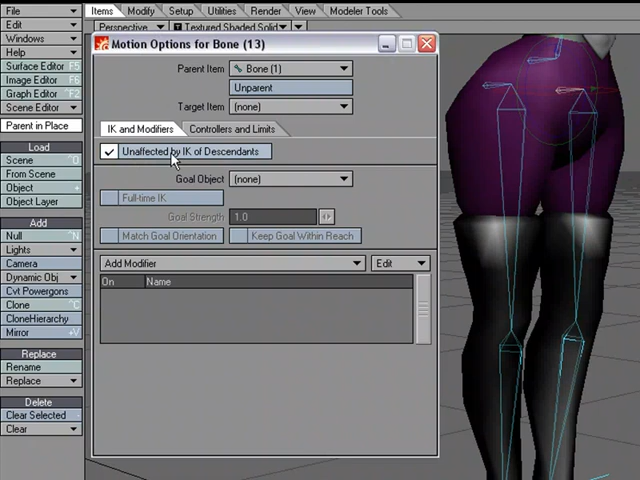 File
Items
Modify
Setup
Utilities
Render
View
Modeler Tools
Edit
Perspective
Textured Shaded Solid
Windows
Help
Surface Editor F5
Image Editor F6
Graph Editor ^F2
Scene Editor
Parent in Place
Load
Scene ^O
From Scene
Object +
Object Layer
Add
Null ^N
Lights
Camera
Dynamic Obj
Cvt Powergons
Clone ^C
CloneHierarchy
Mirror +V
Replace
Rename
Replace
Delete
Clear Selected -
Clear
Motion Options for Bone (13)
Parent Item
Bone (1)
Unparent
Target Item
(none)
IK and Modifiers
Controllers and Limits
Unaffected by IK of Descendants
Goal Object
(none)
Full-time IK
Goal Strength
1.0
Match Goal Orientation
Keep Goal Within Reach
Add Modifier
Edit
On
Name